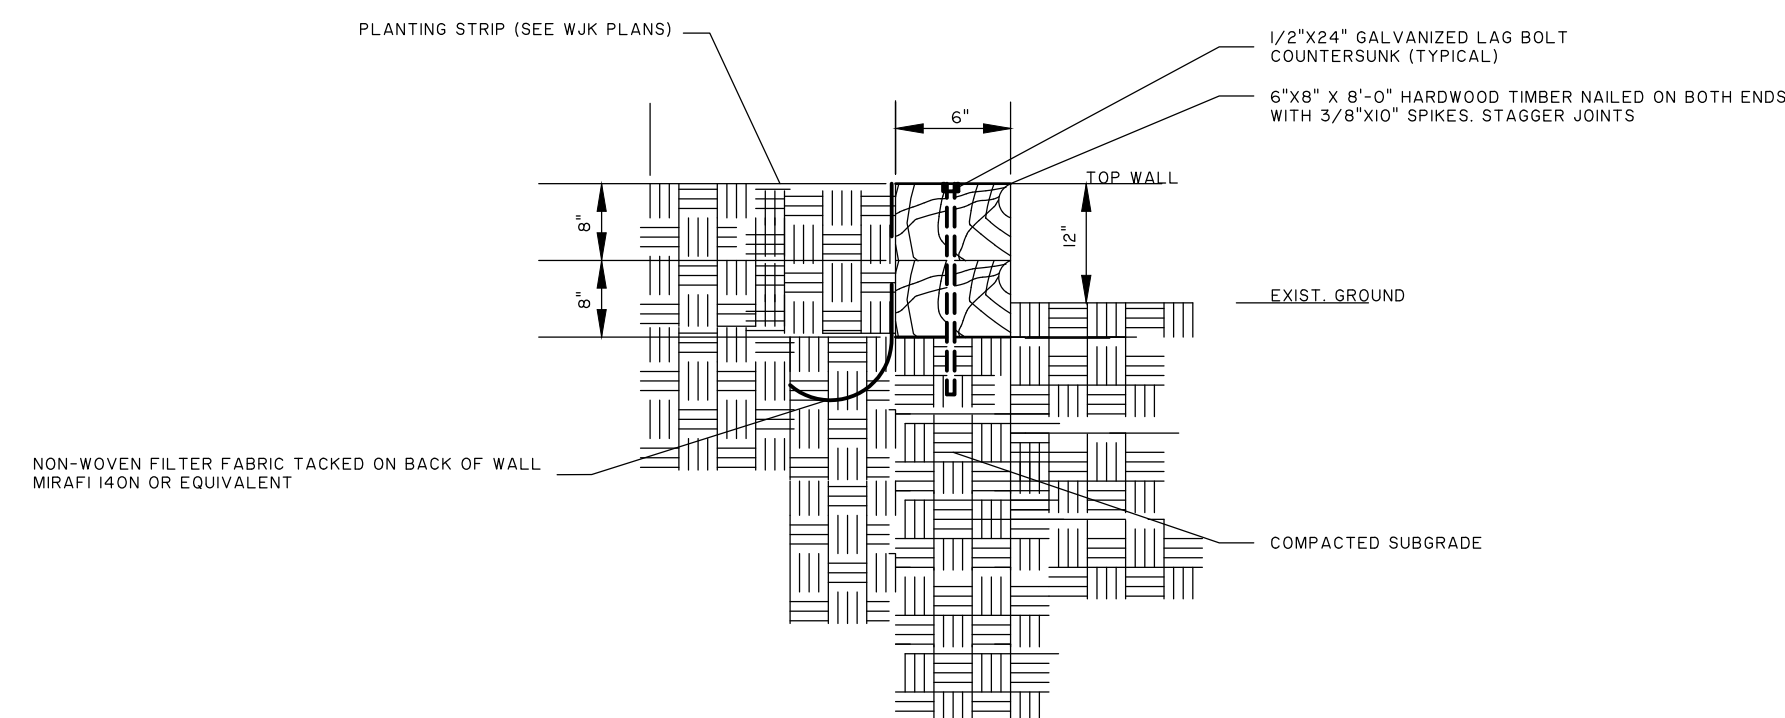 PLANTING STRIP (SEE WJK PLANS)
1/2"X24" GALVANIZED LAG BOLT
COUNTERSUNK (TYPICAL)
6"X8" X 8'-0" HARDWOOD TIMBER NAILED ON BOTH ENDS
WITH 3/8"X10" SPIKES. STAGGER JOINTS
6"
TOP WALL
8"
12"
8"
EXIST. GROUND
NON-WOVEN FILTER FABRIC TACKED ON BACK OF WALL
MIRAFI 140N OR EQUIVALENT
COMPACTED SUBGRADE